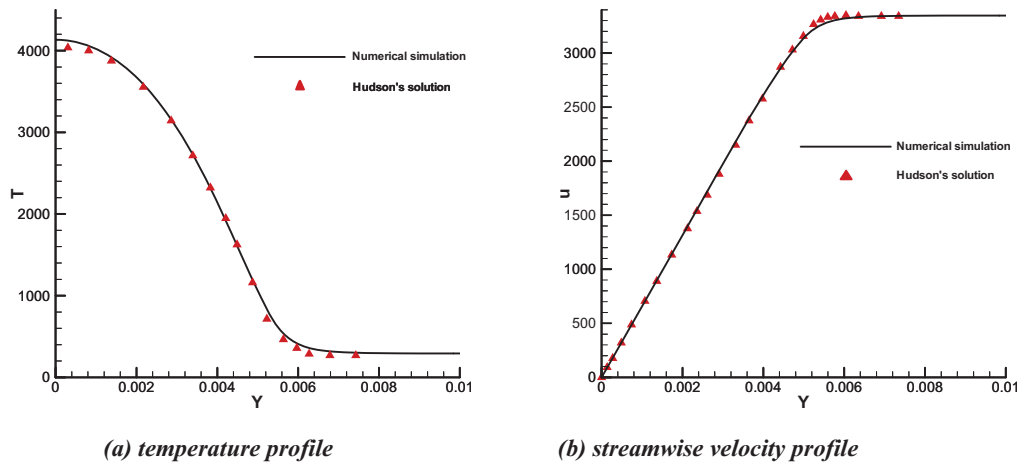 T
4000
3000
2000
1000
0
0
0.002
0.004
0.006
0.008
0.01
Y
Numerical simulation
Hudson's solution
u
3000
2500
2000
1500
1000
500
0
0
0.002
0.004
0.006
0.008
0.01
Y
Numerical simulation
Hudson's solution
(a) temperature profile
(b) streamwise velocity profile